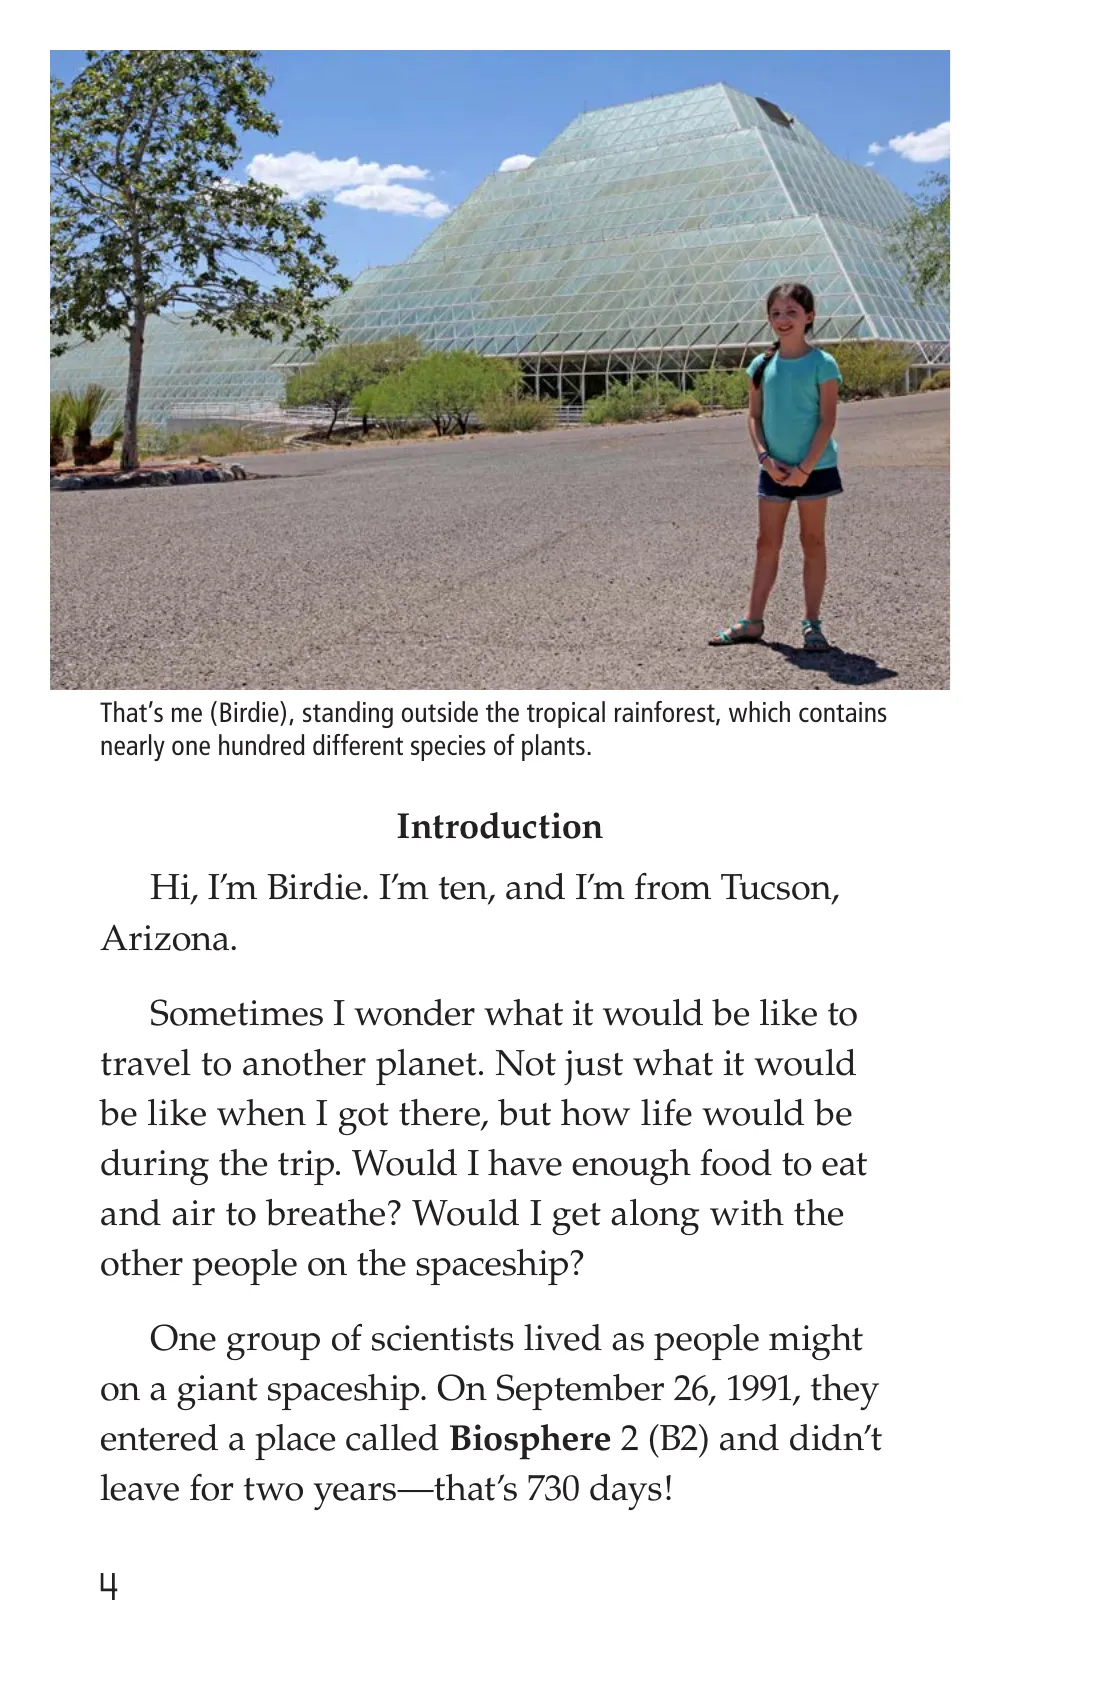 That’s me (Birdie), standing outside the tropical rainforest, which contains
nearly one hundred different species of plants.
Introduction
Hi, I’m Birdie. I’m ten, and I’m from Tucson,
Arizona.
Sometimes I wonder what it would be like to
travel to another planet. Not just what it would
be like when I got there, but how life would be
during the trip. Would I have enough food to eat
and air to breathe? Would I get along with the
other people on the spaceship?
One group of scientists lived as people might
on a giant spaceship. On September 26, 1991, they
entered a place called Biosphere 2 (B2) and didn’t
leave for two years—that’s 730 days!
4